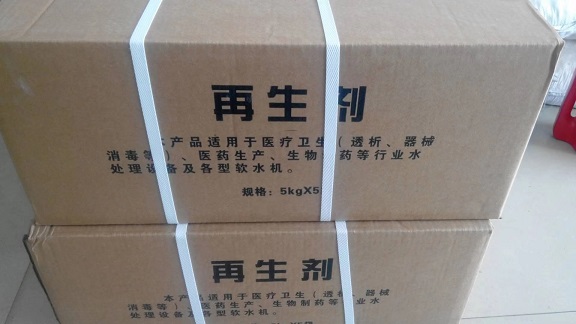 再生剂
本产品适用于医疗卫生(透析、器械
消毒等)、医药生产、生物制药等行业水
处理设备及各型软水机。
规格:5kgX5
再生剂
本产品适用于医疗卫生(透析、器械
消毒等)、医药生产、生物制药等行业水
处理设备及各型软水机。